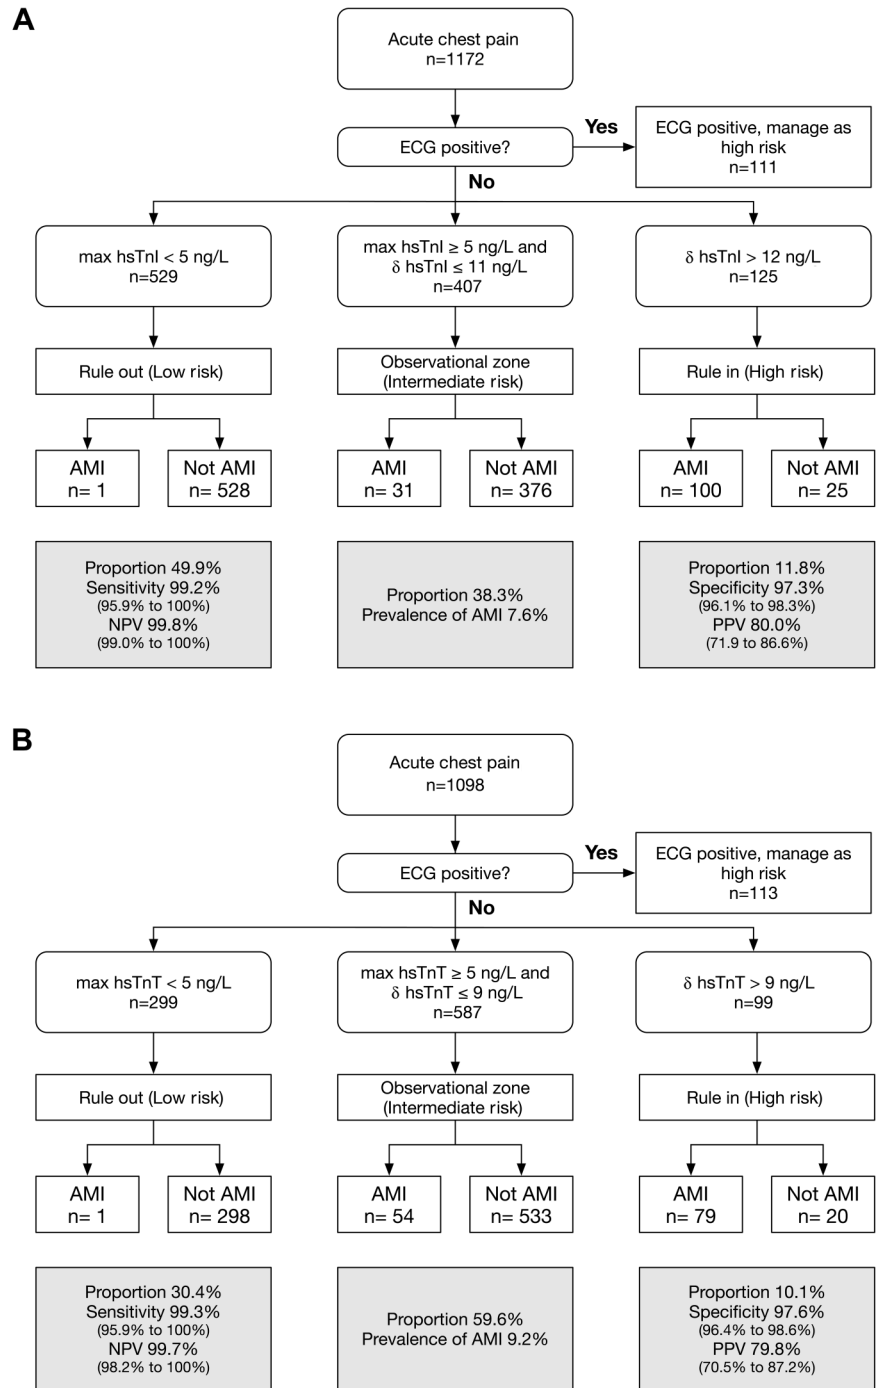 A
Acute chest pain
n=1172
ECG positive?
Yes
ECG positive, manage as
high risk
n=111
No
max hsTnI < 5 ng/L
n=529
max hsTnI ≥ 5 ng/L and
δ hsTnI ≤ 11 ng/L
n=407
δ hsTnI > 12 ng/L
n=125
Rule out (Low risk)
Observational zone
(Intermediate risk)
Rule in (High risk)
AMI
n= 1
Not AMI
n= 528
AMI
n= 31
Not AMI
n= 376
AMI
n= 100
Not AMI
n= 25
Proportion 49.9%
Sensitivity 99.2%
(95.9% to 100%)
NPV 99.8%
(99.0% to 100%)
Proportion 38.3%
Prevalence of AMI 7.6%
Proportion 11.8%
Specificity 97.3%
(96.1% to 98.3%)
PPV 80.0%
(71.9 to 86.6%)
B
Acute chest pain
n=1098
ECG positive?
Yes
ECG positive, manage as
high risk
n=113
No
max hsTnT < 5 ng/L
n=299
max hsTnT ≥ 5 ng/L and
δ hsTnT ≤ 9 ng/L
n=587
δ hsTnT > 9 ng/L
n=99
Rule out (Low risk)
Observational zone
(Intermediate risk)
Rule in (High risk)
AMI
n= 1
Not AMI
n= 298
AMI
n= 54
Not AMI
n= 533
AMI
n= 79
Not AMI
n= 20
Proportion 30.4%
Sensitivity 99.3%
(95.9% to 100%)
NPV 99.7%
(98.2% to 100%)
Proportion 59.6%
Prevalence of AMI 9.2%
Proportion 10.1%
Specificity 97.6%
(96.4% to 98.6%)
PPV 79.8%
(70.5% to 87.2%)